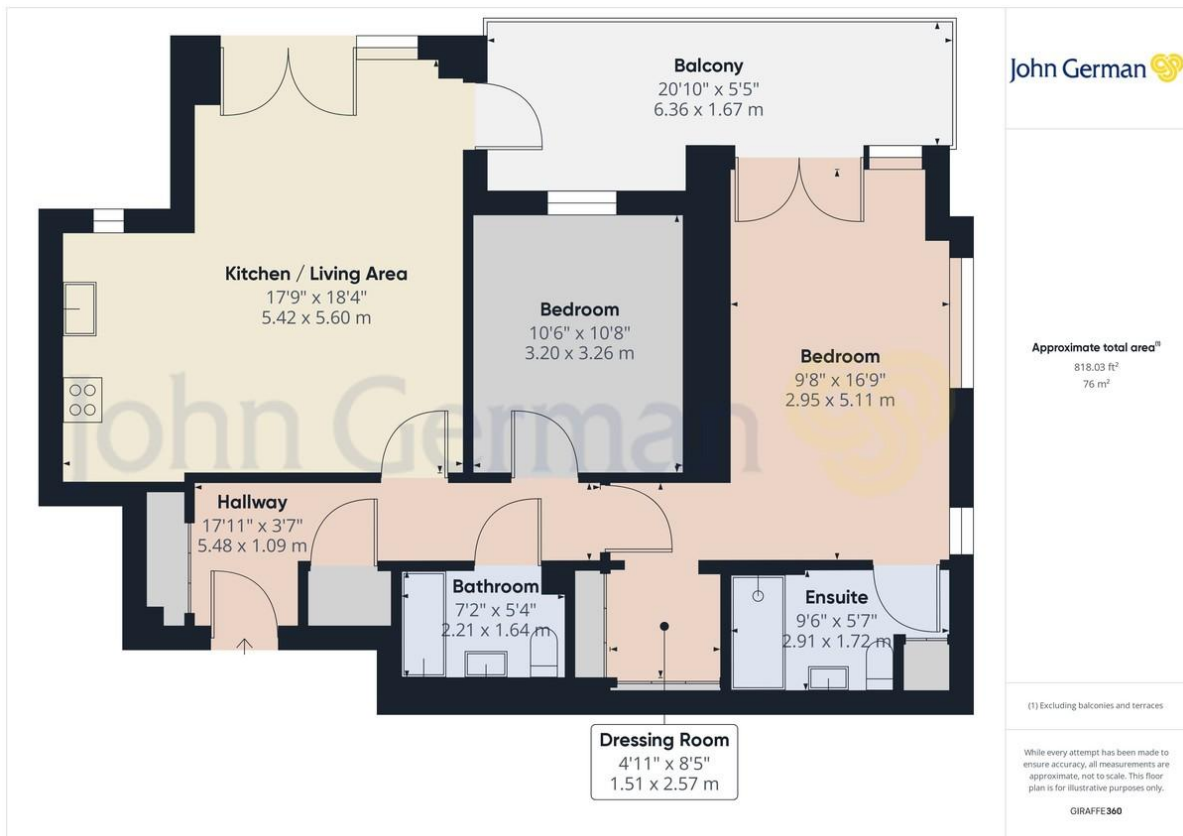 Balcony
20'10" x 5'5"
6.36 x 1.67 m
Kitchen / Living Area
17'9" x 18'4"
5.42 x 5.60 m
Bedroom
10'6" x 10'8"
3.20 x 3.26 m
Bedroom
9'8" x 16'9"
2.95 x 5.11 m
John German
Hallway
17'11" x 3'7"
5.48 x 1.09 m
Bathroom
7'2" x 5'4"
2.21 x 1.64 m
Ensuite
9'6" x 5'7"
2.91 x 1.72 m
Dressing Room
4'11" x 8'5"
1.51 x 2.57 m
John German
Approximate total area⁽¹⁾
818.03 ft²
76 m²
(1) Excluding balconies and terraces
While every attempt has been made to
ensure accuracy, all measurements are
approximate, not to scale. This floor
plan is for illustrative purposes only.
GIRAFFE360